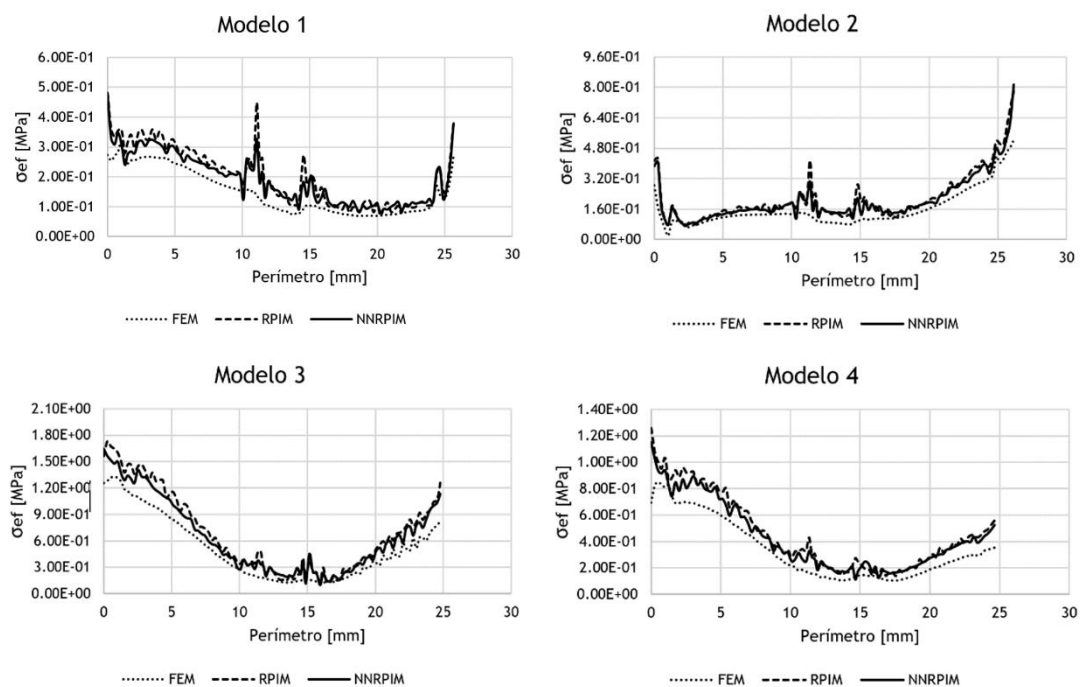 Modelo 1
6.00E-01
5.00E-01
4.00E-01
3.00E-01
2.00E-01
1.00E-01
0.00E+00
σef [MPa]
0 5 10 15 20 25 30
Perímetro [mm]
FEM RPIM NNRPIM
Modelo 2
9.60E-01
8.00E-01
6.40E-01
4.80E-01
3.20E-01
1.60E-01
0.00E+00
σef [MPa]
0 5 10 15 20 25 30
Perímetro [mm]
FEM RPIM NNRPIM
Modelo 3
2.10E+00
1.80E+00
1.50E+00
1.20E+00
9.00E-01
6.00E-01
3.00E-01
0.00E+00
σef [MPa]
0 5 10 15 20 25 30
Perímetro [mm]
FEM RPIM NNRPIM
Modelo 4
1.40E+00
1.20E+00
1.00E+00
8.00E-01
6.00E-01
4.00E-01
2.00E-01
0.00E+00
σef [MPa]
0 5 10 15 20 25 30
Perímetro [mm]
FEM RPIM NNRPIM